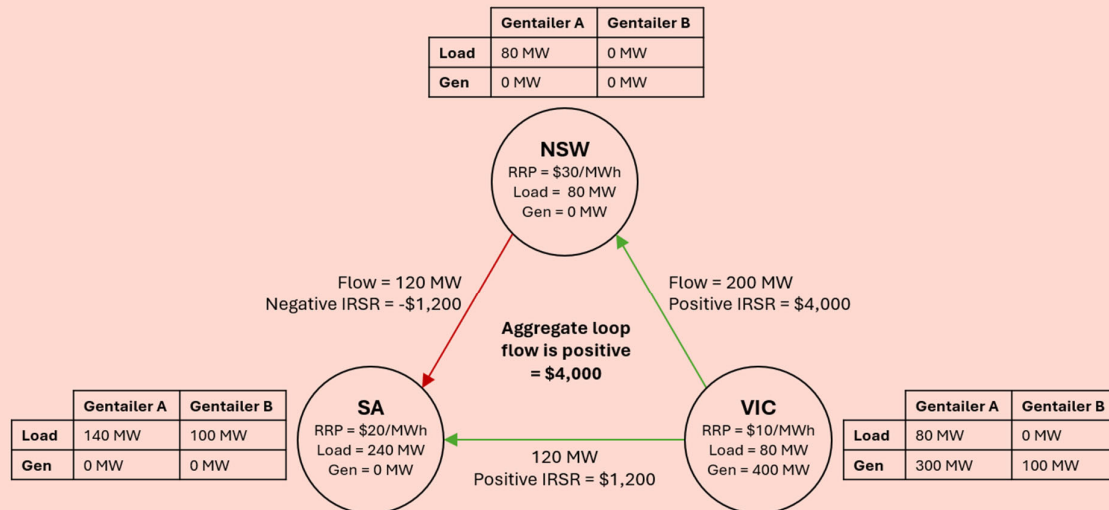 Gentailer A Gentailer B
Load 80 MW 0 MW
Gen 0 MW 0 MW
NSW
RRP = $30/MWh
Load = 80 MW
Gen = 0 MW
Flow = 120 MW
Negative IRSR = -$1,200
Flow = 200 MW
Positive IRSR = $4,000
Aggregate loop
flow is positive
= $4,000
Gentailer A Gentailer B
Load 140 MW 100 MW
Gen 0 MW 0 MW
SA
RRP = $20/MWh
Load = 240 MW
Gen = 0 MW
120 MW
Positive IRSR = $1,200
VIC
RRP = $10/MWh
Load = 80 MW
Gen = 400 MW
Gentailer A Gentailer B
Load 80 MW 0 MW
Gen 300 MW 100 MW